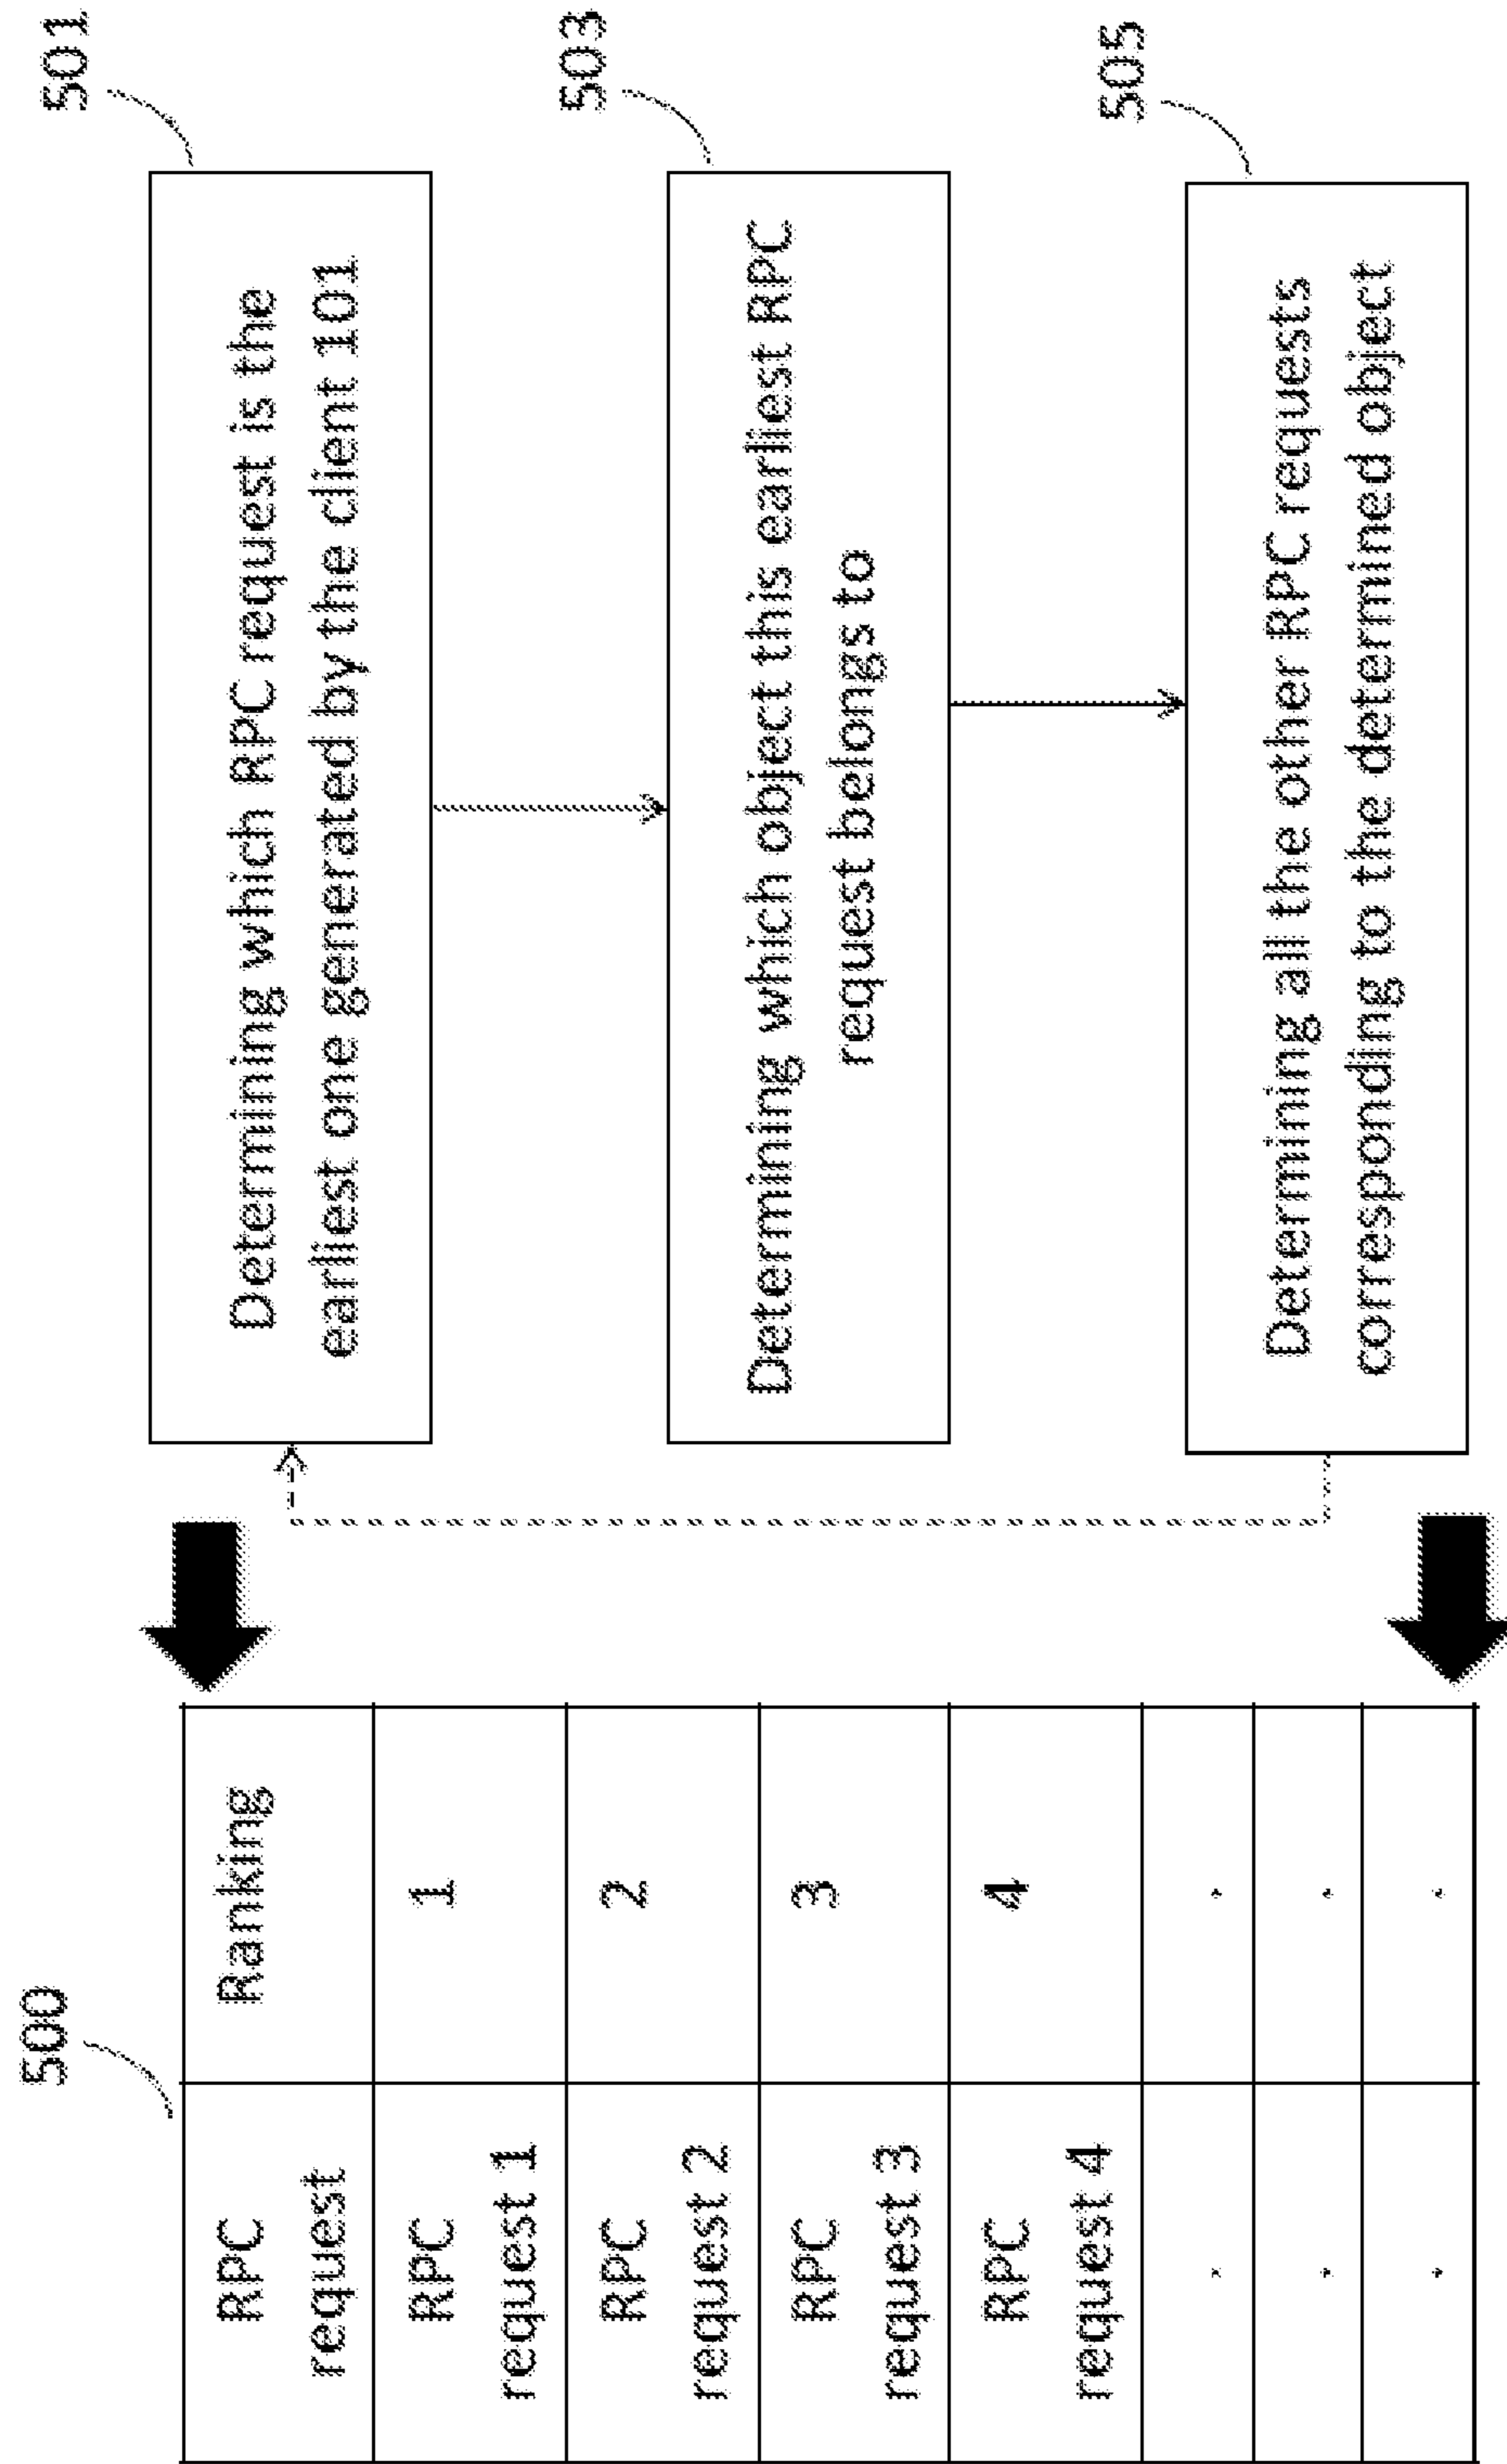 500
RPC
request
Ranking
RPC
request 1
1
RPC
request 2
2
RPC
request 3
3
RPC
request 4
4
.
.
.
.
.
.
501
Determining which RPC request is the
earliest one generated by the client 101
503
Determining which object this earliest RPC
request belongs to
505
Determining all the other RPC requests
corresponding to the determined object